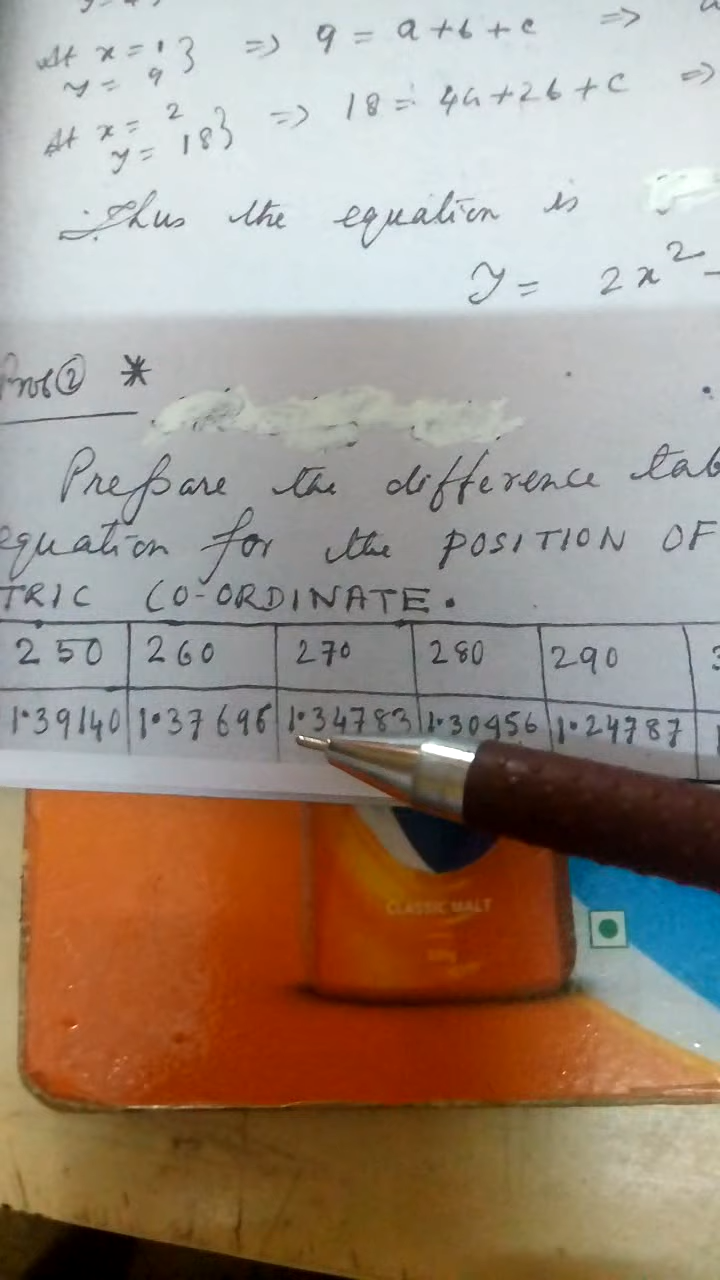 At x = 1 } => 9 = a+b+c =>
y = 9
At x = 2 } => 18 = 4a+2b+c =>
y = 18
Thus the equation is
y = 2x² -
Prob② *
Prepare the difference tab
equation for the POSITION OF
TRIC CO-ORDINATE.
250 260 270 280 290
1.39140 1.37696 1.34783 1.30456 1.24787
CLASSIC MALT